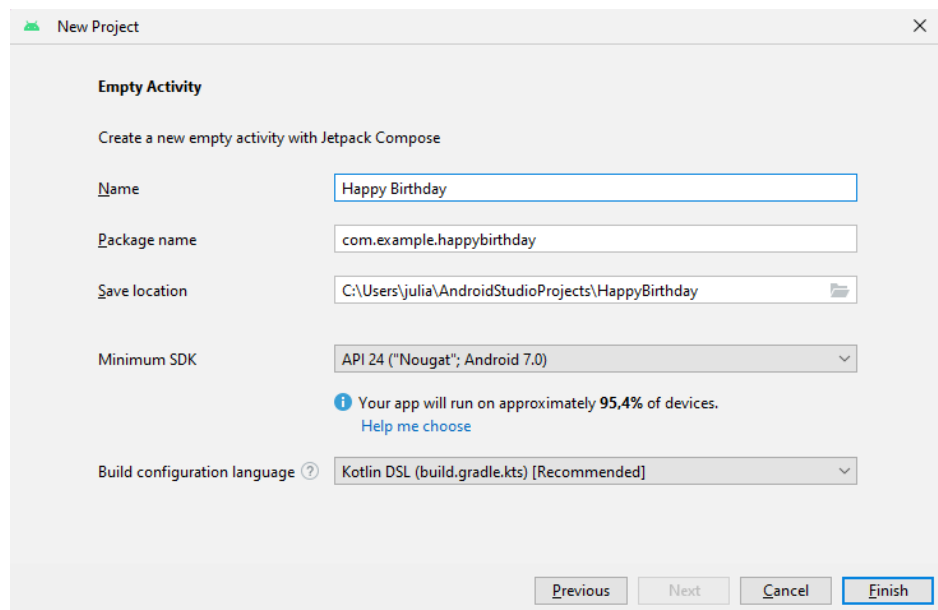 New Project
Empty Activity
Create a new empty activity with Jetpack Compose
Name Happy Birthday
Package name com.example.happybirthday
Save location C:\Users\julia\AndroidStudioProjects\HappyBirthday
Minimum SDK API 24 ("Nougat"; Android 7.0)
Your app will run on approximately 95,4% of devices.
Help me choose
Build configuration language ? Kotlin DSL (build.gradle.kts) [Recommended]
Previous Next Cancel Finish